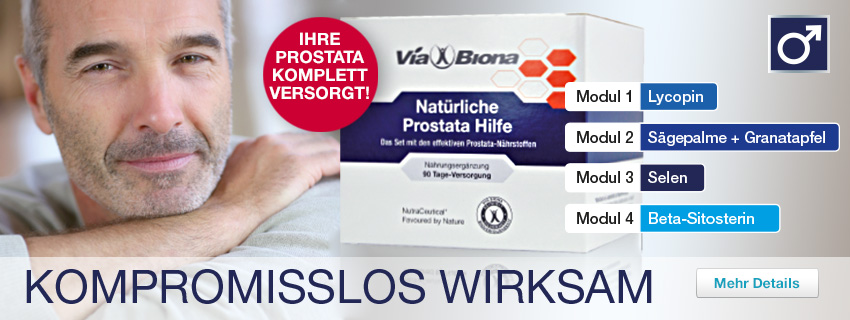 IHRE
PROSTATA
KOMPLETT
VERSORGT!
Vía Biona
Natürliche
Prostata Hilfe
Das Set mit den effektiven Prostata-Nährstoffen
Nahrungsergänzung
90 Tage-Versorgung
NutraCeutical*
Favoured by Nature
Modul 1 Lycopin
Modul 2 Sägepalme + Granatapfel
Modul 3 Selen
Modul 4 Beta-Sitosterin
KOMPROMISSLOS WIRKSAM
Mehr Details